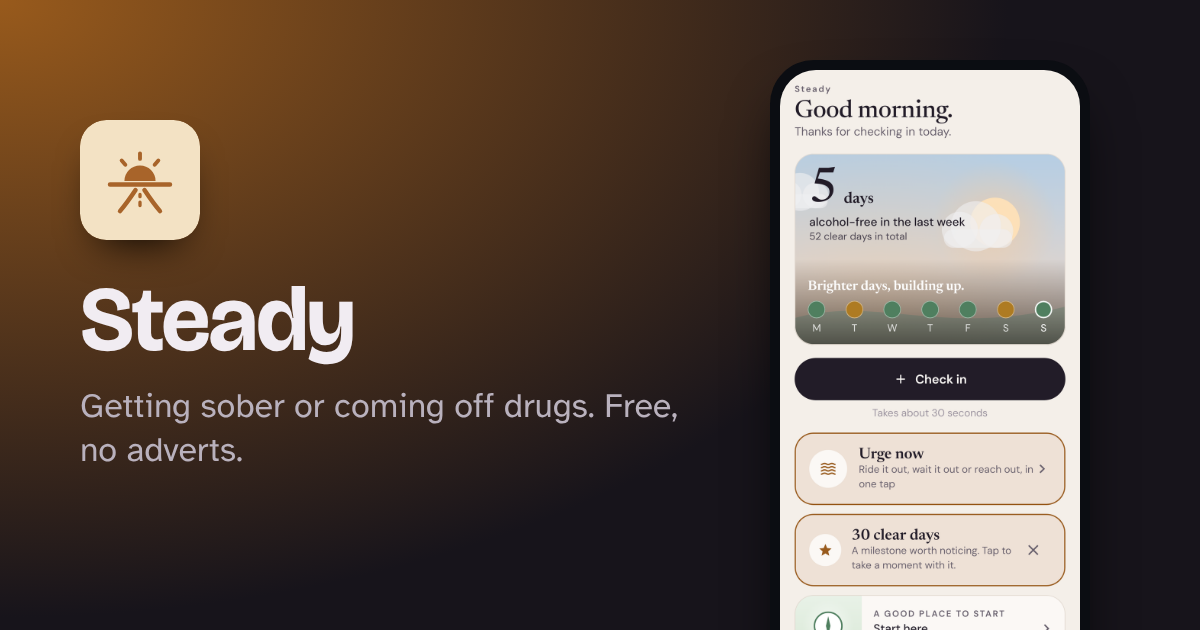 Steady
Getting sober or coming off drugs. Free,
no adverts.
Steady
Good morning.
Thanks for checking in today.
5 days
alcohol-free in the last week
52 clear days in total
Brighter days, building up.
M T W T F S S
+ Check in
Takes about 30 seconds
Urge now
Ride it out, wait it out or reach out, in
one tap
30 clear days
A milestone worth noticing. Tap to
take a moment with it.
A GOOD PLACE TO START
Start here